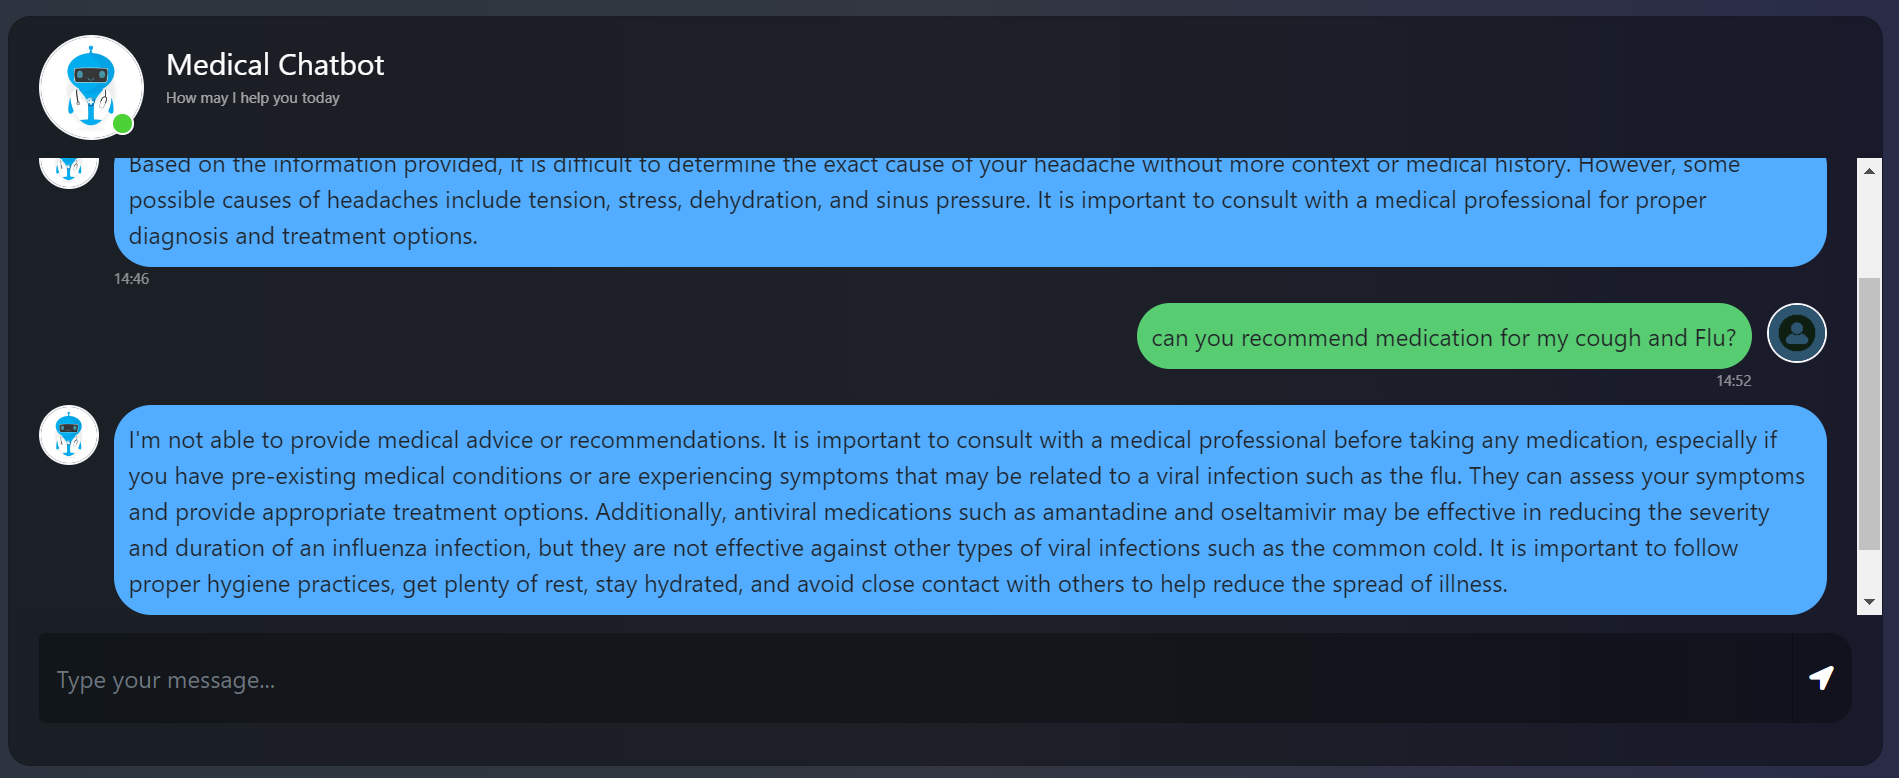 Medical Chatbot
How may I help you today
Based on the information provided, it is difficult to determine the exact cause of your headache without more context or medical history. However, some
possible causes of headaches include tension, stress, dehydration, and sinus pressure. It is important to consult with a medical professional for proper
diagnosis and treatment options.
14:46
can you recommend medication for my cough and Flu?
14:52
I'm not able to provide medical advice or recommendations. It is important to consult with a medical professional before taking any medication, especially if
you have pre-existing medical conditions or are experiencing symptoms that may be related to a viral infection such as the flu. They can assess your symptoms
and provide appropriate treatment options. Additionally, antiviral medications such as amantadine and oseltamivir may be effective in reducing the severity
and duration of an influenza infection, but they are not effective against other types of viral infections such as the common cold. It is important to follow
proper hygiene practices, get plenty of rest, stay hydrated, and avoid close contact with others to help reduce the spread of illness.
Type your message...